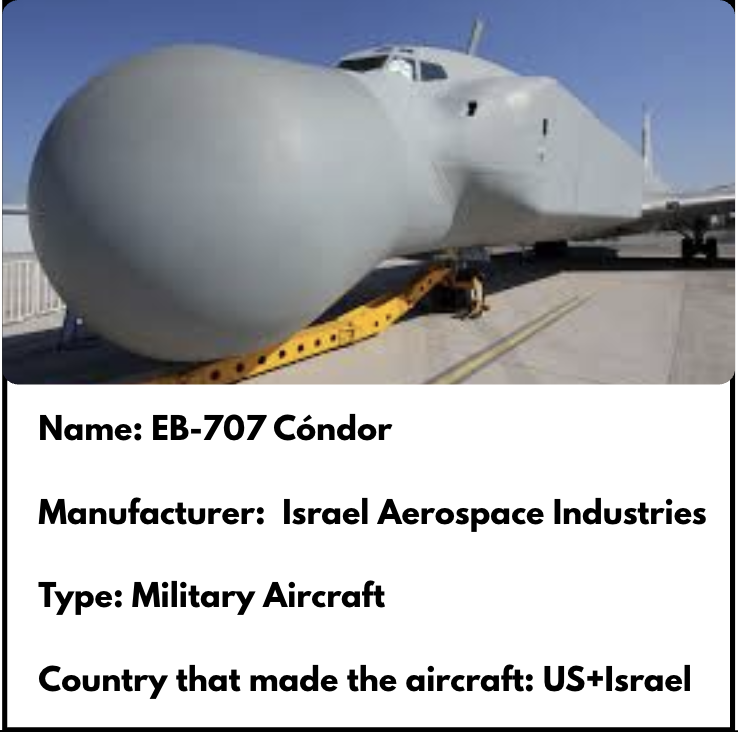 Name: EB-707 Cóndor
Manufacturer: Israel Aerospace Industries
Type: Military Aircraft
Country that made the aircraft: US+Israel